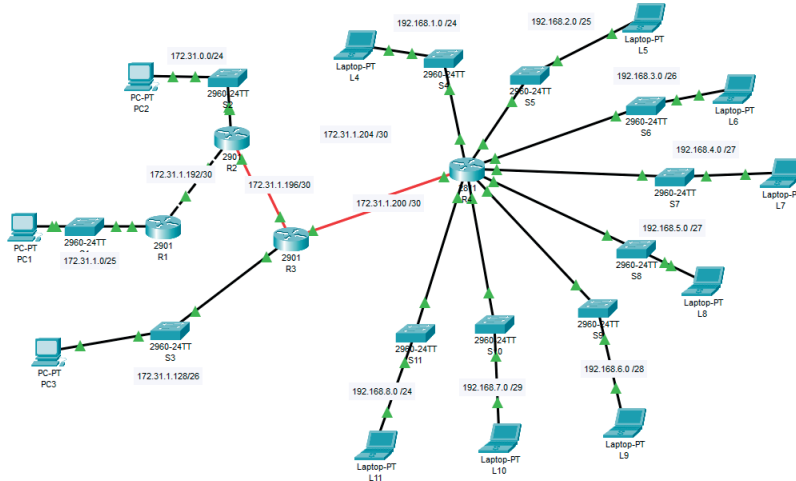 192.168.1.0 /24
192.168.2.0 /25
Laptop-PT
L4
2960-24TT
S4
Laptop-PT
L5
2960-24TT
S5
172.31.0.0/24
PC-PT
PC2
2960-24TT
S2
192.168.3.0 /26
2960-24TT
S6
Laptop-PT
L6
172.31.1.204 /30
R2
192.168.4.0 /27
172.31.1.192/30
172.31.1.196/30
172.31.1.200 /30
2960-24TT
S7
Laptop-PT
L7
PC-PT
PC1
2960-24TT
172.31.1.0/25
2901
R1
2901
R3
192.168.5.0 /27
2960-24TT
S8
Laptop-PT
L8
PC-PT
PC3
2960-24TT
S3
172.31.1.128/26
2960-24TT
S11
2960-24TT
S10
2960-24TT
S9
192.168.8.0 /24
192.168.7.0 /29
192.168.6.0 /28
Laptop-PT
L11
Laptop-PT
L10
Laptop-PT
L9